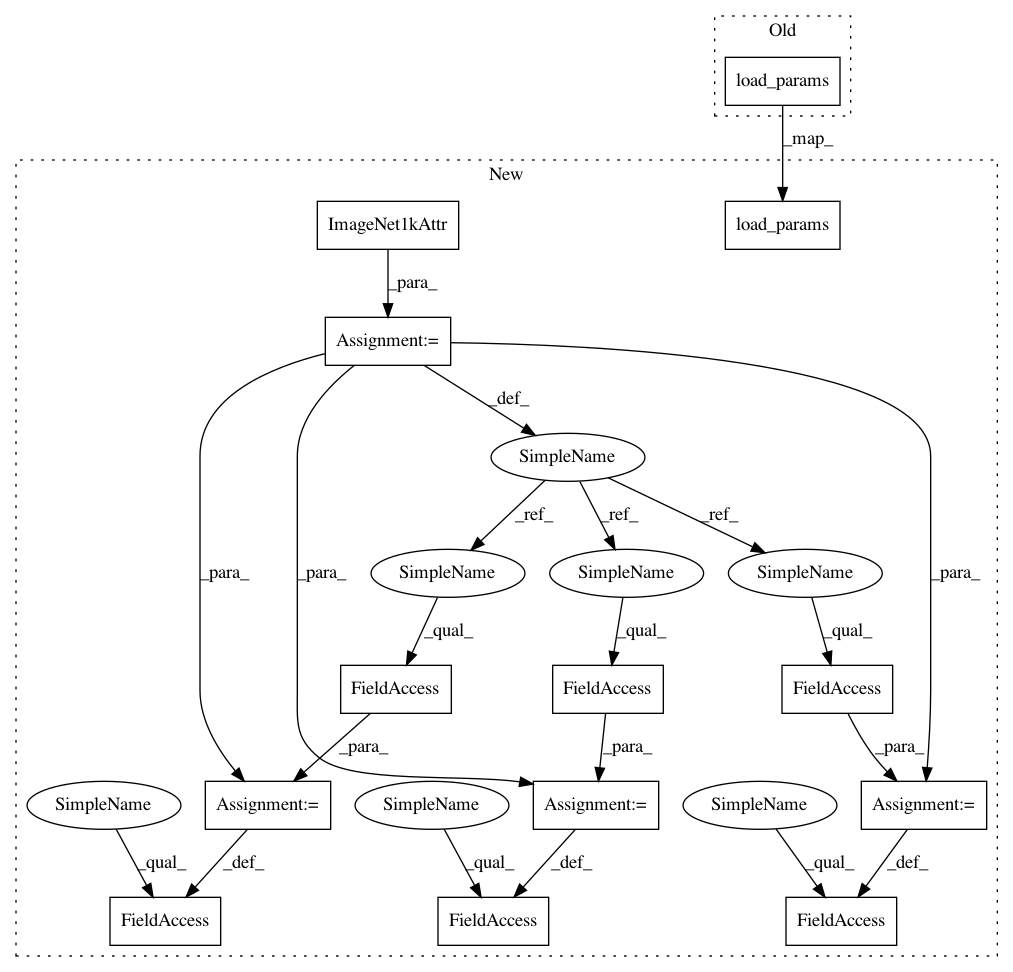 Old
load_params
_map_
New
ImageNet1kAttr
load_params
_para_
Assignment:=
_def_
SimpleName
_ref_
_ref_
_ref_
_para_
_para_
SimpleName
SimpleName
SimpleName
_para_
_qual_
_qual_
_qual_
FieldAccess
FieldAccess
FieldAccess
_para_
_para_
_para_
SimpleName
Assignment:=
SimpleName
Assignment:=
SimpleName
Assignment:=
_qual_
_def_
_qual_
_def_
_qual_
_def_
FieldAccess
FieldAccess
FieldAccess